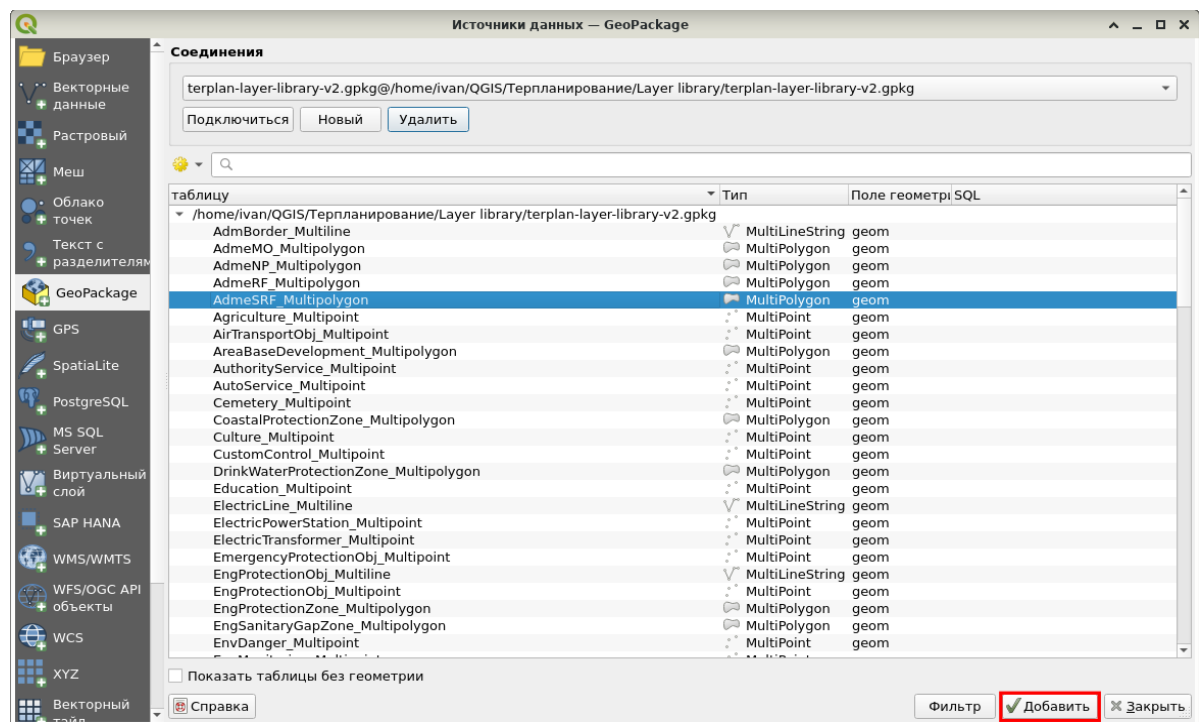 Источники данных — GeoPackage
Браузер
Векторные
данные
Растровый
Меш
Облако
точек
Текст с
разделителям
GeoPackage
GPS
SpatiaLite
PostgreSQL
MS SQL
Server
Виртуальный
слой
SAP HANA
WMS/WMTS
WFS/OGC API
объекты
WCS
XYZ
Векторный
Соединения
terplan-layer-library-v2.gpkg@/home/ivan/QGIS/Терпланирование/Layer library/terplan-layer-library-v2.gpkg
Подключиться Новый Удалить
таблицу Тип Поле геометрі SQL
/home/ivan/QGIS/Терпланирование/Layer library/terplan-layer-library-v2.gpkg
AdmBorder_Multiline MultiLineString geom
AdmeMO_Multipolygon MultiPolygon geom
AdmeNP_Multipolygon MultiPolygon geom
AdmeRF_Multipolygon MultiPolygon geom
AdmeSRF_Multipolygon MultiPolygon geom
Agriculture_Multipoint MultiPoint geom
AirTransportObj_Multipoint MultiPoint geom
AreaBaseDevelopment_Multipolygon MultiPolygon geom
AuthorityService_Multipoint MultiPoint geom
AutoService_Multipoint MultiPoint geom
Cemetery_Multipoint MultiPoint geom
CoastalProtectionZone_Multipolygon MultiPolygon geom
Culture_Multipoint MultiPoint geom
CustomControl_Multipoint MultiPoint geom
DrinkWaterProtectionZone_Multipolygon MultiPolygon geom
Education_Multipoint MultiPoint geom
ElectricLine_Multiline MultiLineString geom
ElectricPowerStation_Multipoint MultiPoint geom
ElectricTransformer_Multipoint MultiPoint geom
EmergencyProtectionObj_Multipoint MultiPoint geom
EngProtectionObj_Multiline MultiLineString geom
EngProtectionObj_Multipoint MultiPoint geom
EngProtectionZone_Multipolygon MultiPolygon geom
EngSanitaryGapZone_Multipolygon MultiPolygon geom
EnvDanger_Multipoint MultiPoint geom
Показать таблицы без геометрии
Справка Фильтр Добавить Закрыть